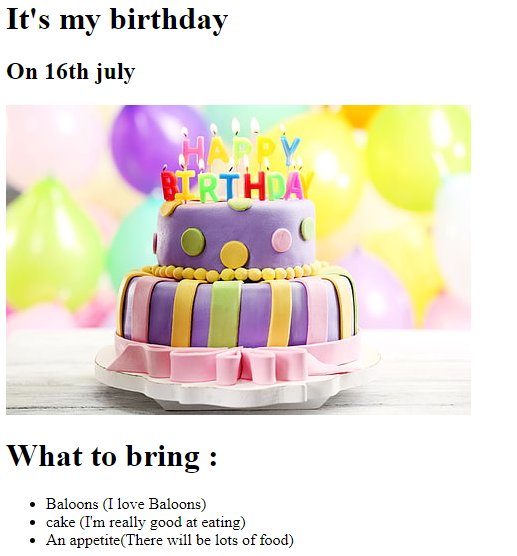 It's my birthday
On 16th july
HAPPY
BIRTHDAY
What to bring :
Baloons (I love Baloons)
cake (I'm really good at eating)
An appetite(There will be lots of food)